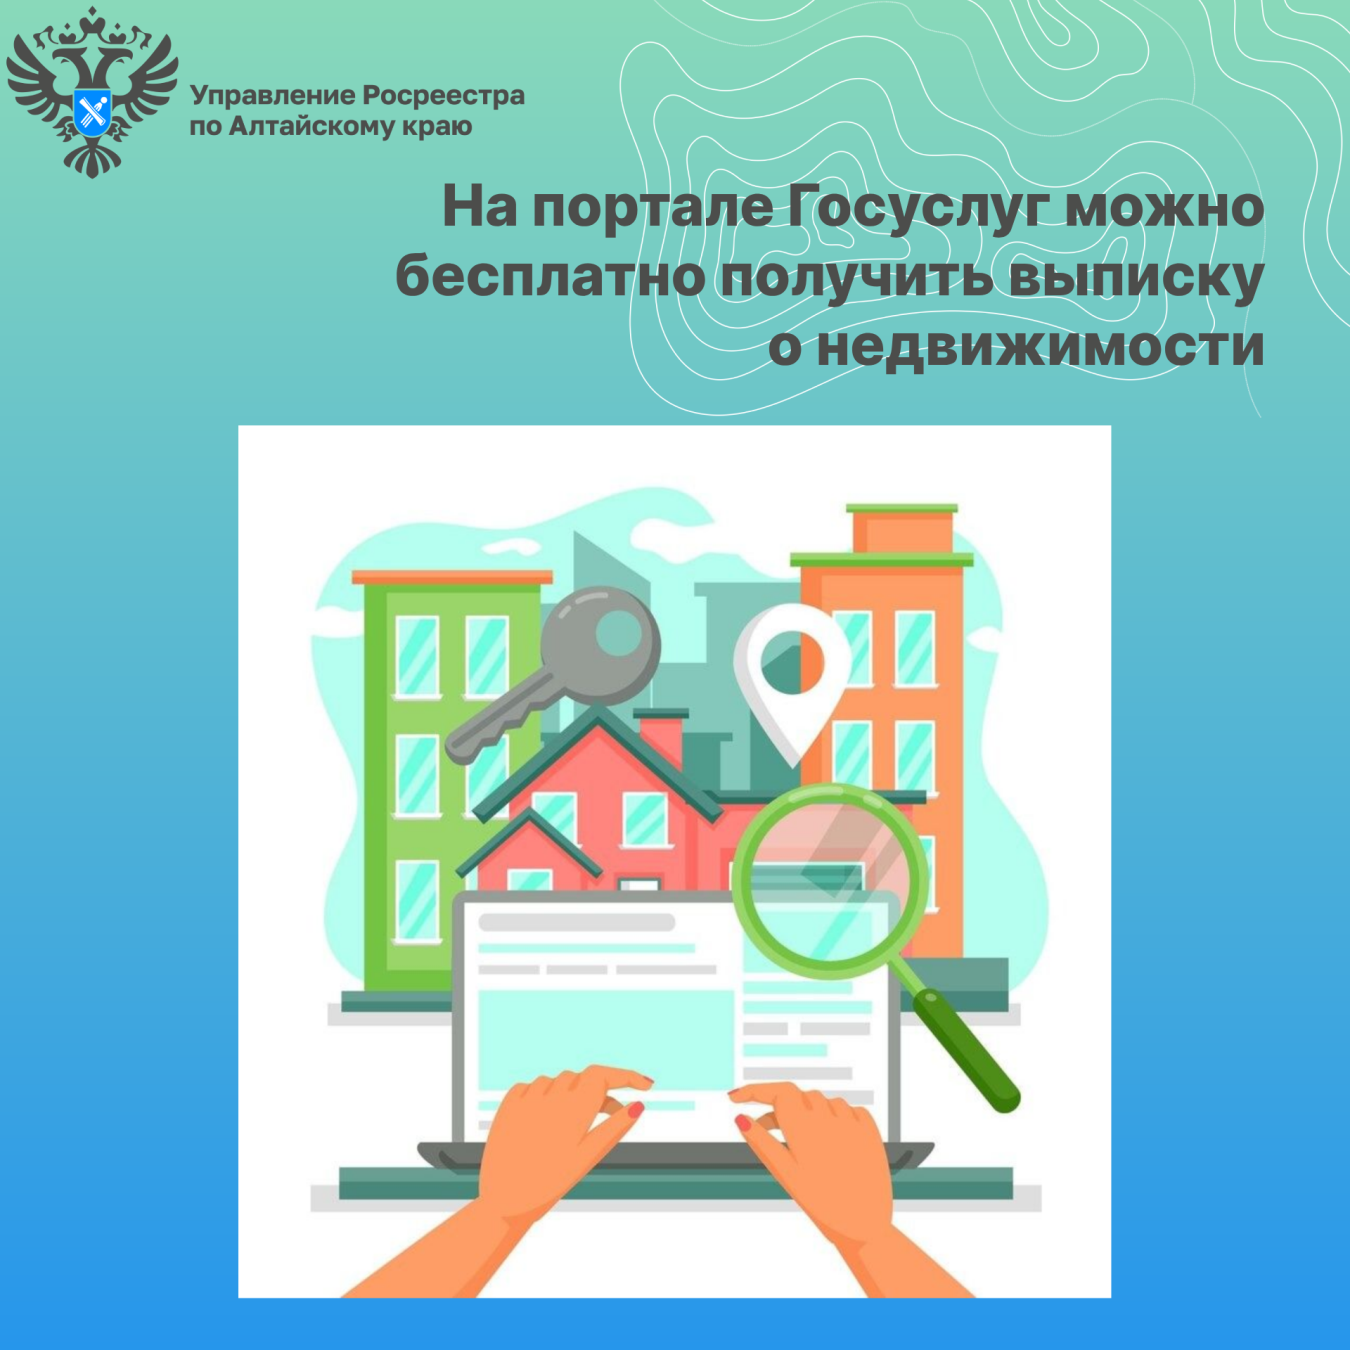 Управление Росреестра
по Алтайскому краю
На портале Госуслуг можно
бесплатно получить выписку
о недвижимости